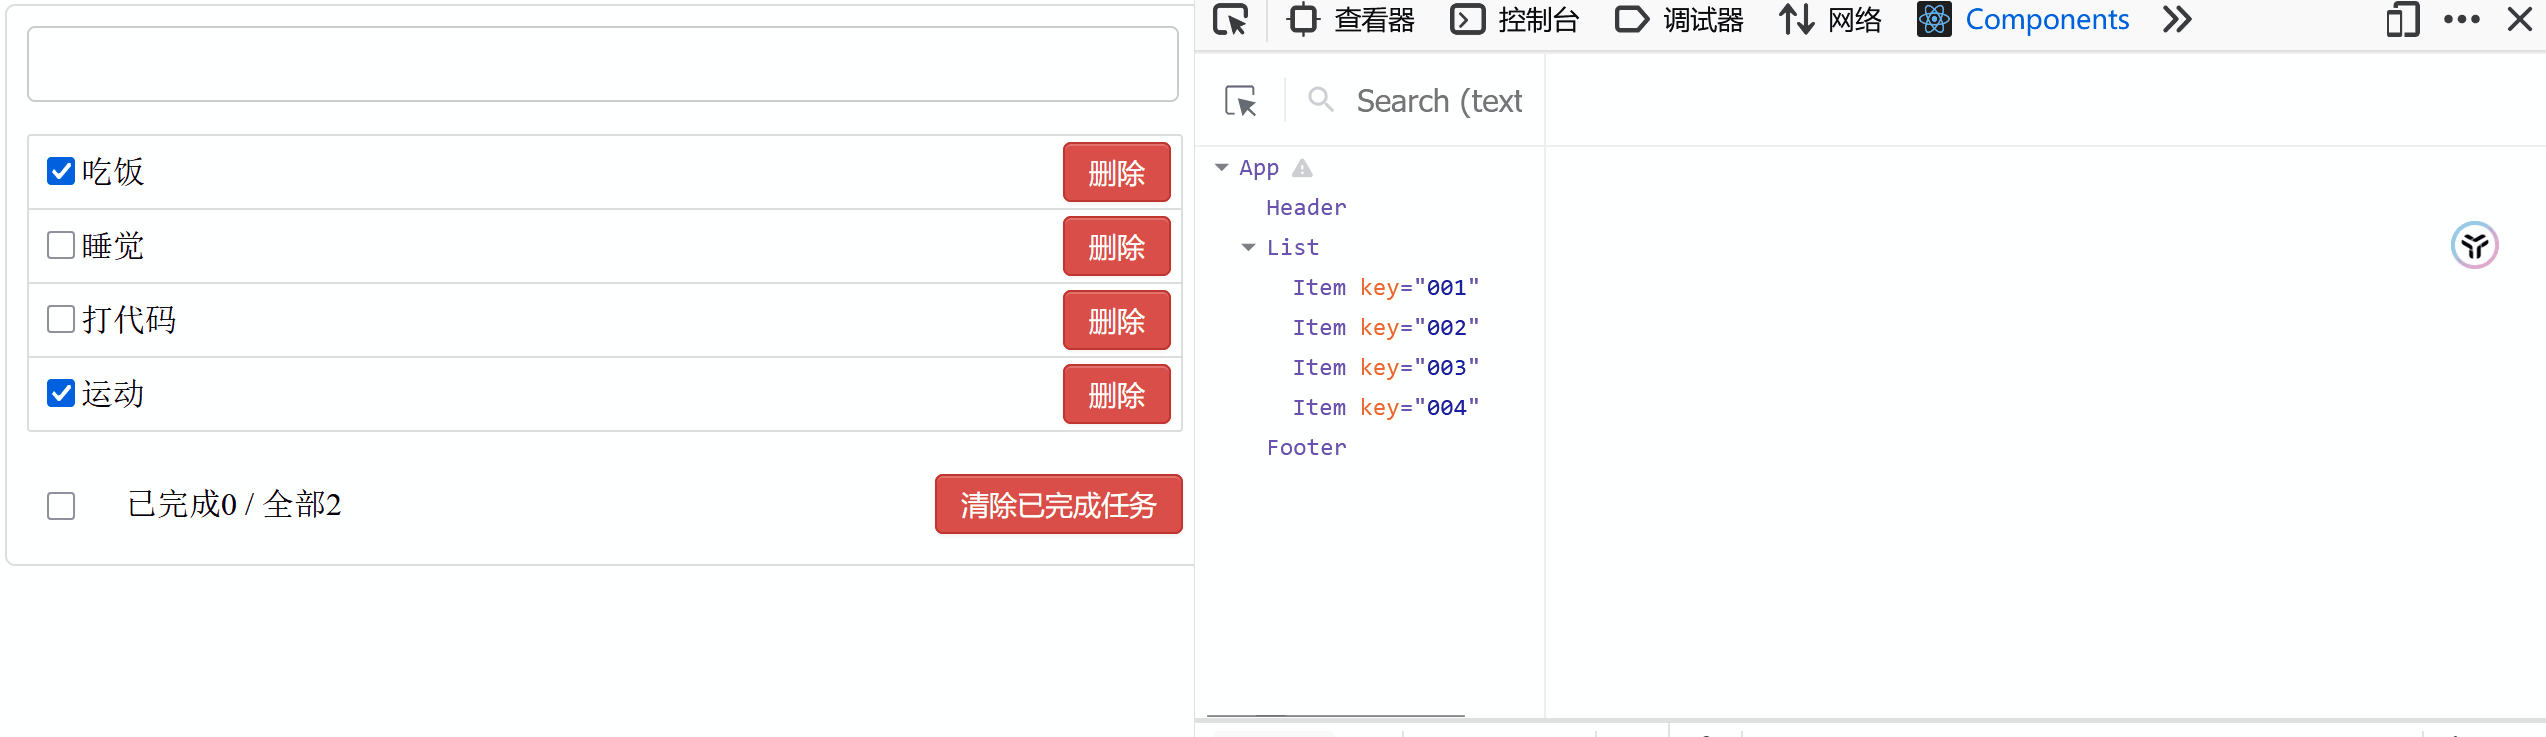 查看器 控制台 调试器 网络 Components
Search (text
吃饭 删除
睡觉 删除
打代码 删除
运动 删除
已完成0 / 全部2 清除已完成任务
App
Header
List
Item key="001"
Item key="002"
Item key="003"
Item key="004"
Footer